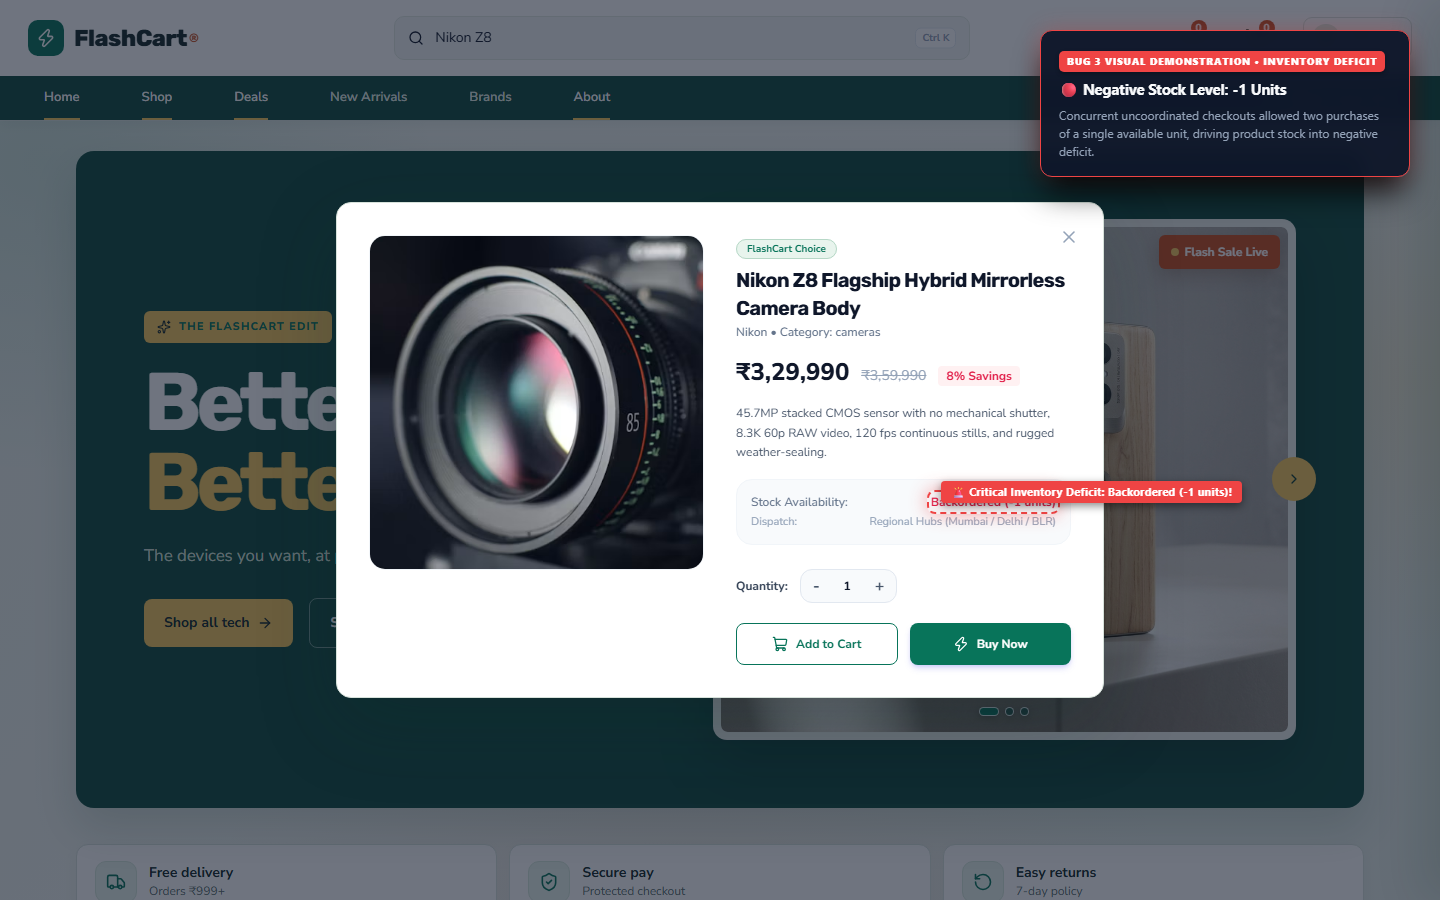 FlashCart®
Nikon Z8
Ctrl K
0
0
Home
Shop
Deals
New Arrivals
Brands
About
BUG 3 VISUAL DEMONSTRATION • INVENTORY DEFICIT
Negative Stock Level: -1 Units
Concurrent uncoordinated checkouts allowed two purchases
of a single available unit, driving product stock into negative
deficit.
Flash Sale Live
THE FLASHCART EDIT
Bette
Bette
The devices you want, at
Shop all tech
S
85
FlashCart Choice
Nikon Z8 Flagship Hybrid Mirrorless
Camera Body
Nikon • Category: cameras
₹3,29,990 ₹3,59,990 8% Savings
45.7MP stacked CMOS sensor with no mechanical shutter,
8.3K 60p RAW video, 120 fps continuous stills, and rugged
weather-sealing.
Critical Inventory Deficit: Backordered (-1 units)!
Stock Availability: Backordered (-1 units)
Dispatch: Regional Hubs (Mumbai / Delhi / BLR)
Quantity: - 1 +
Add to Cart
Buy Now
Free delivery
Orders ₹999+
Secure pay
Protected checkout
Easy returns
7-day policy